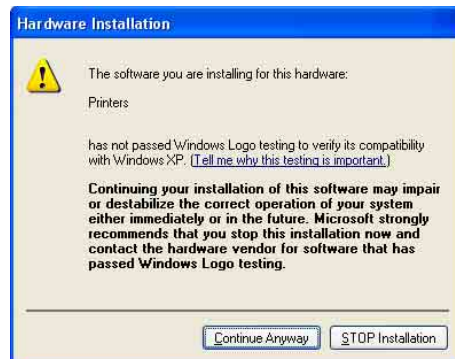 Hardware Installation
The software you are installing for this hardware:
Printers
has not passed Windows Logo testing to verify its compatibility
with Windows XP. (Tell me why this testing is important.)
Continuing your installation of this software may impair
or destabilize the correct operation of your system
either immediately or in the future. Microsoft strongly
recommends that you stop this installation now and
contact the hardware vendor for software that has
passed Windows Logo testing.
Continue Anyway STOP Installation